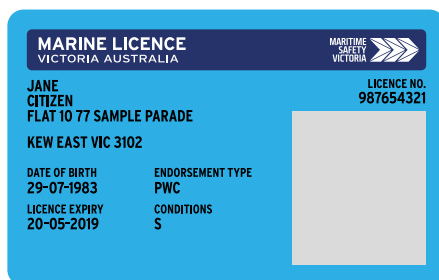 MARINE LICENCE
VICTORIA AUSTRALIA
MARITIME
SAFETY
VICTORIA
JANE
CITIZEN
FLAT 10 77 SAMPLE PARADE
KEW EAST VIC 3102
LICENCE NO.
987654321
DATE OF BIRTH
29-07-1983
ENDORSEMENT TYPE
PWC
LICENCE EXPIRY
20-05-2019
CONDITIONS
S